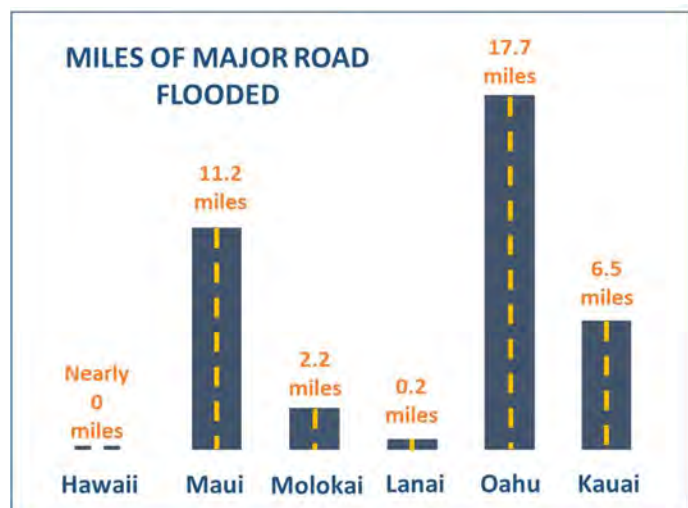 MILES OF MAJOR ROAD
FLOODED
Nearly
0
miles
11.2
miles
2.2
miles
0.2
miles
17.7
miles
6.5
miles
Hawaii Maui Molokai Lanai Oahu Kauai